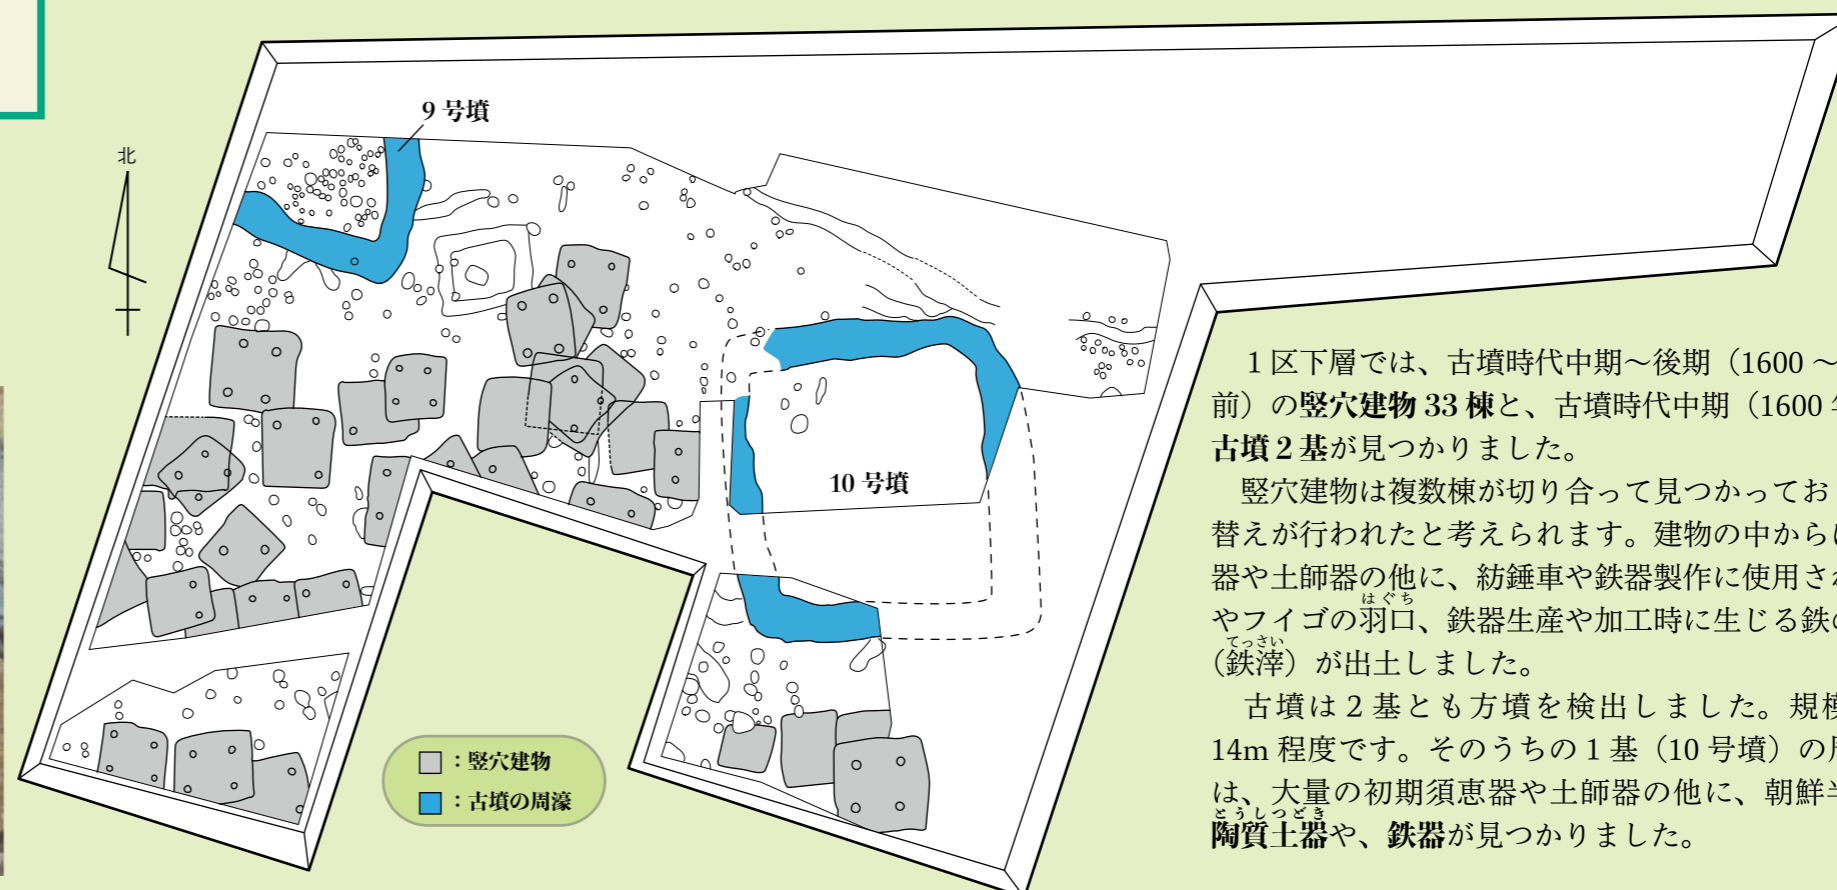 北
9 号墳
10 号墳
：竪穴建物
：古墳の周濠
1 区下層では、古墳時代中期〜後期（1600 〜
前）の竪穴建物 33 棟と、古墳時代中期（1600
古墳 2 基が見つかりました。
竪穴建物は複数棟が切り合って見つかってお
替えが行われたと考えられます。建物の中から
器や土師器の他に、紡錘車や鉄器製作に使用さ
やフイゴの羽口、鉄器生産や加工時に生じる鉄
はぐち
（鉄滓）が出土しました。
てっさい
古墳は 2 基とも方墳を検出しました。規模
14m 程度です。そのうちの 1 基（10 号墳）の
は、大量の初期須恵器や土師器の他に、朝鮮
陶質土器や、鉄器が見つかりました。
とうしつどき